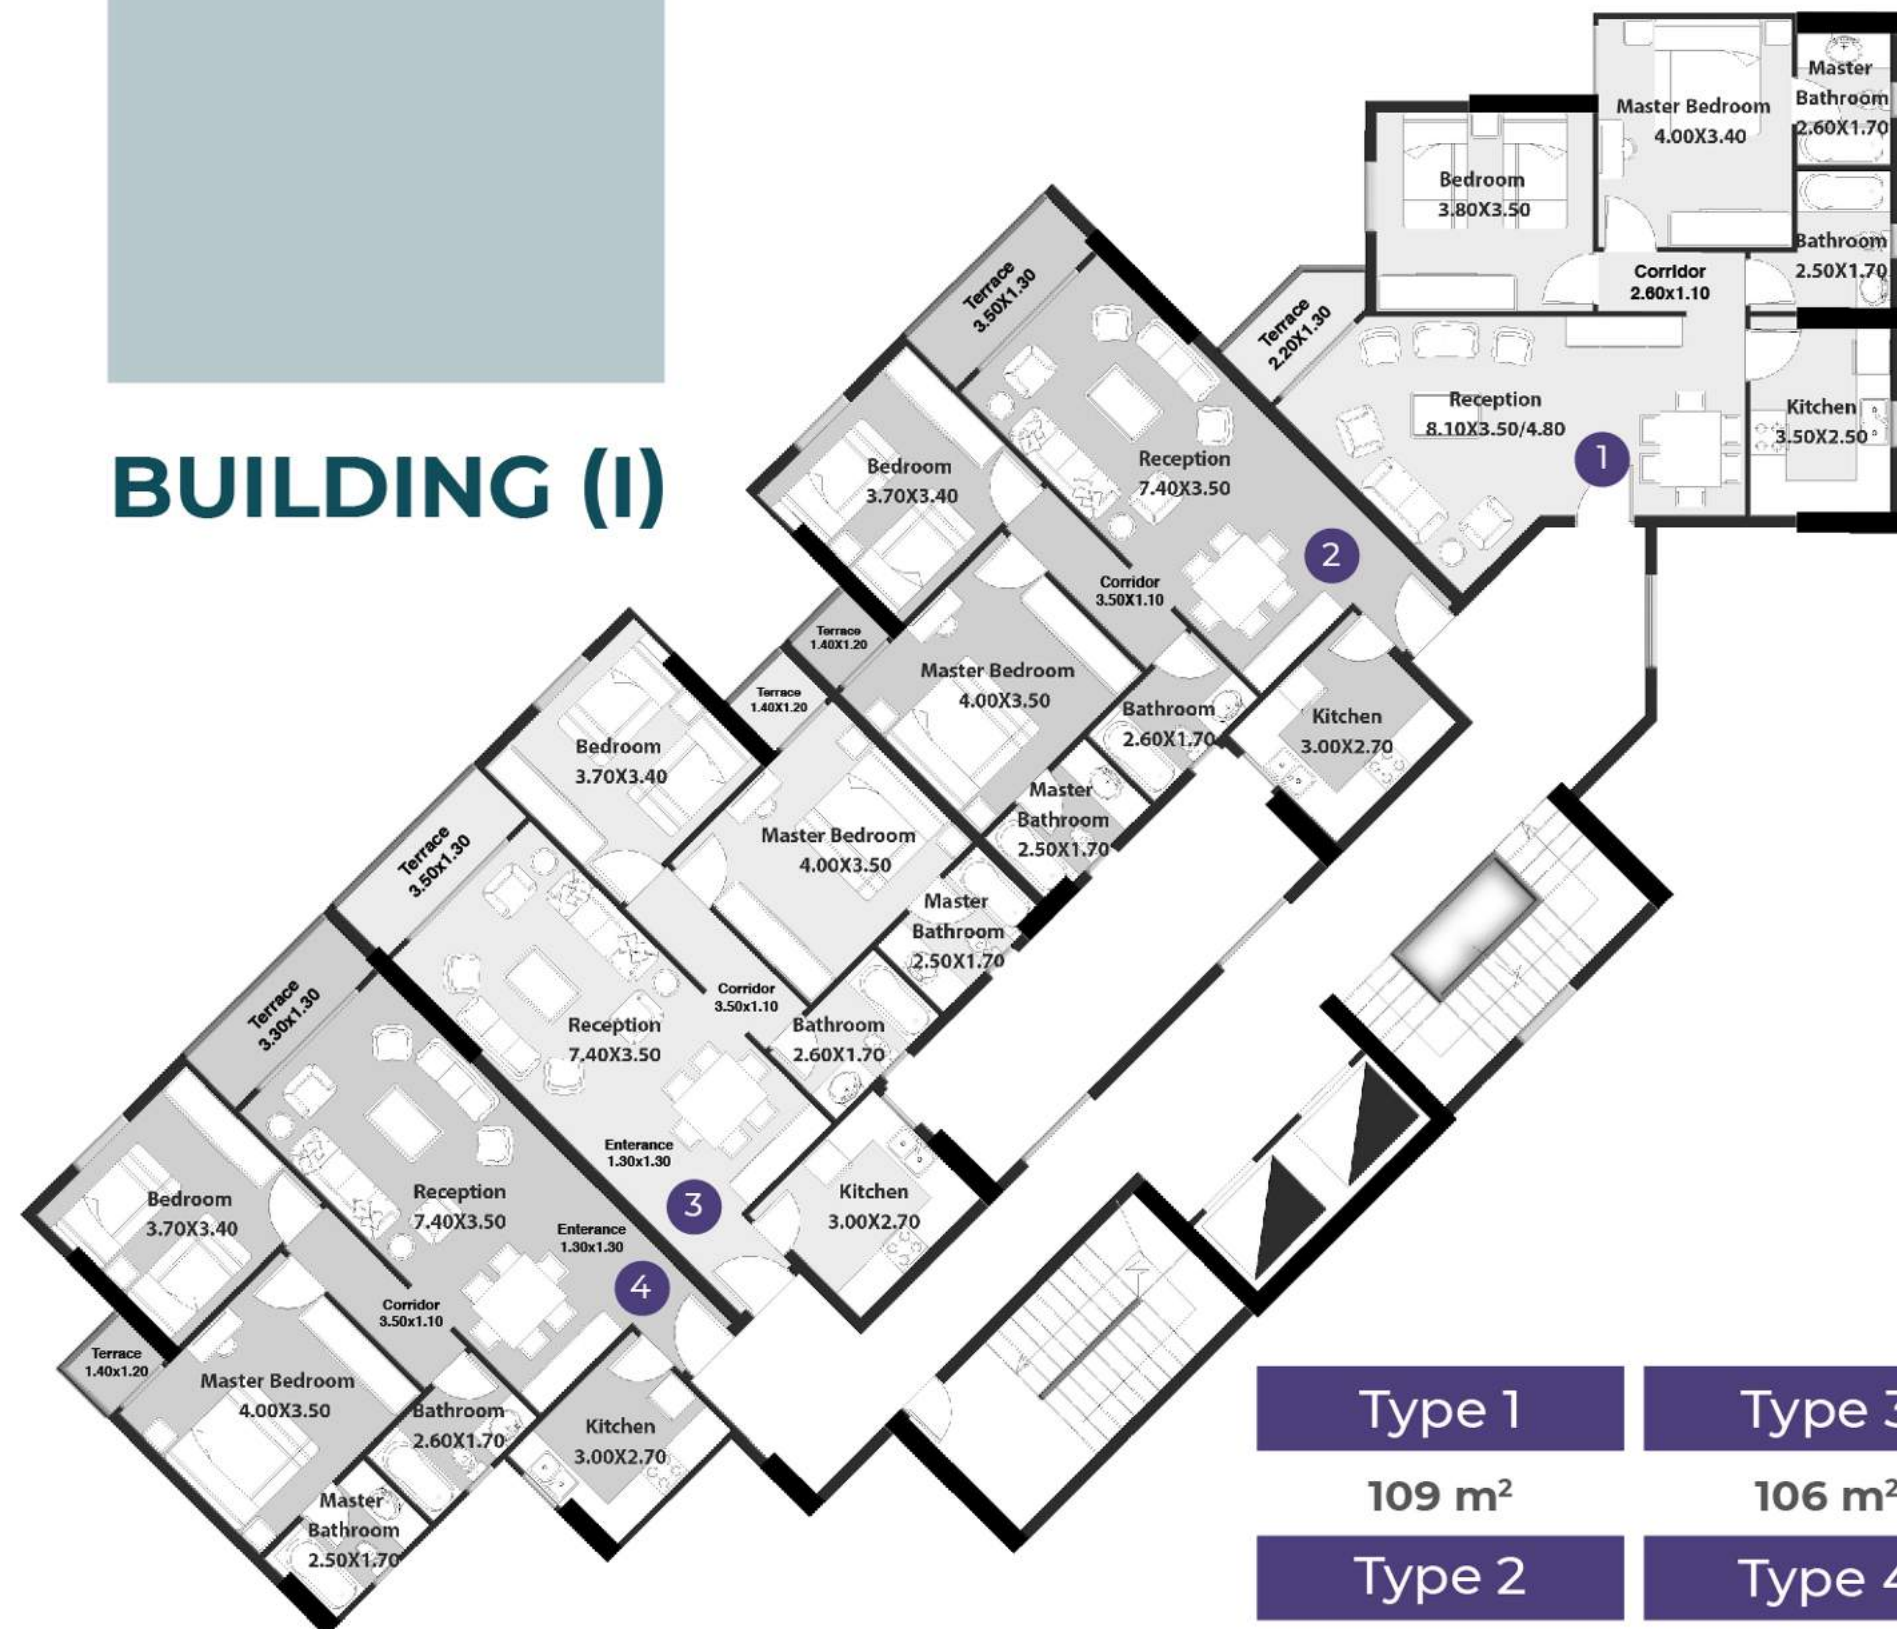 BUILDING (I)
Master Bedroom
4.00X3.40
Master
Bathroom
2.60X1.70
Bedroom
3.80X3.50
Bathroom
2.50X1.70
Corridor
2.60x1.10
Terrace
2.20X1.30
Reception
8.10X3.50/4.80
1
Kitchen
3.50X2.50
Terrace
3.50X1.30
Bedroom
3.70X3.40
Reception
7.40X3.50
2
Corridor
3.50X1.10
Terrace
1.40X1.20
Master Bedroom
4.00X3.50
Bathroom
2.60X1.70
Kitchen
3.00X2.70
Master
Bathroom
2.50X1.70
Terrace
1.40X1.20
Bedroom
3.70X3.40
Master Bedroom
4.00X3.50
Terrace
3.50x1.30
Master
Bathroom
2.50X1.70
Corridor
3.50x1.10
Reception
7.40X3.50
Bathroom
2.60X1.70
Enterance
1.30x1.30
3
Kitchen
3.00X2.70
Terrace
3.30x1.30
Bedroom
3.70X3.40
Reception
7.40X3.50
Enterance
1.30x1.30
4
Corridor
3.50x1.10
Terrace
1.40x1.20
Master Bedroom
4.00X3.50
Bathroom
2.60X1.70
Kitchen
3.00X2.70
Master
Bathroom
2.50X1.70
Type 1
Type 3
109 m²
106 m²
Type 2
Type 4